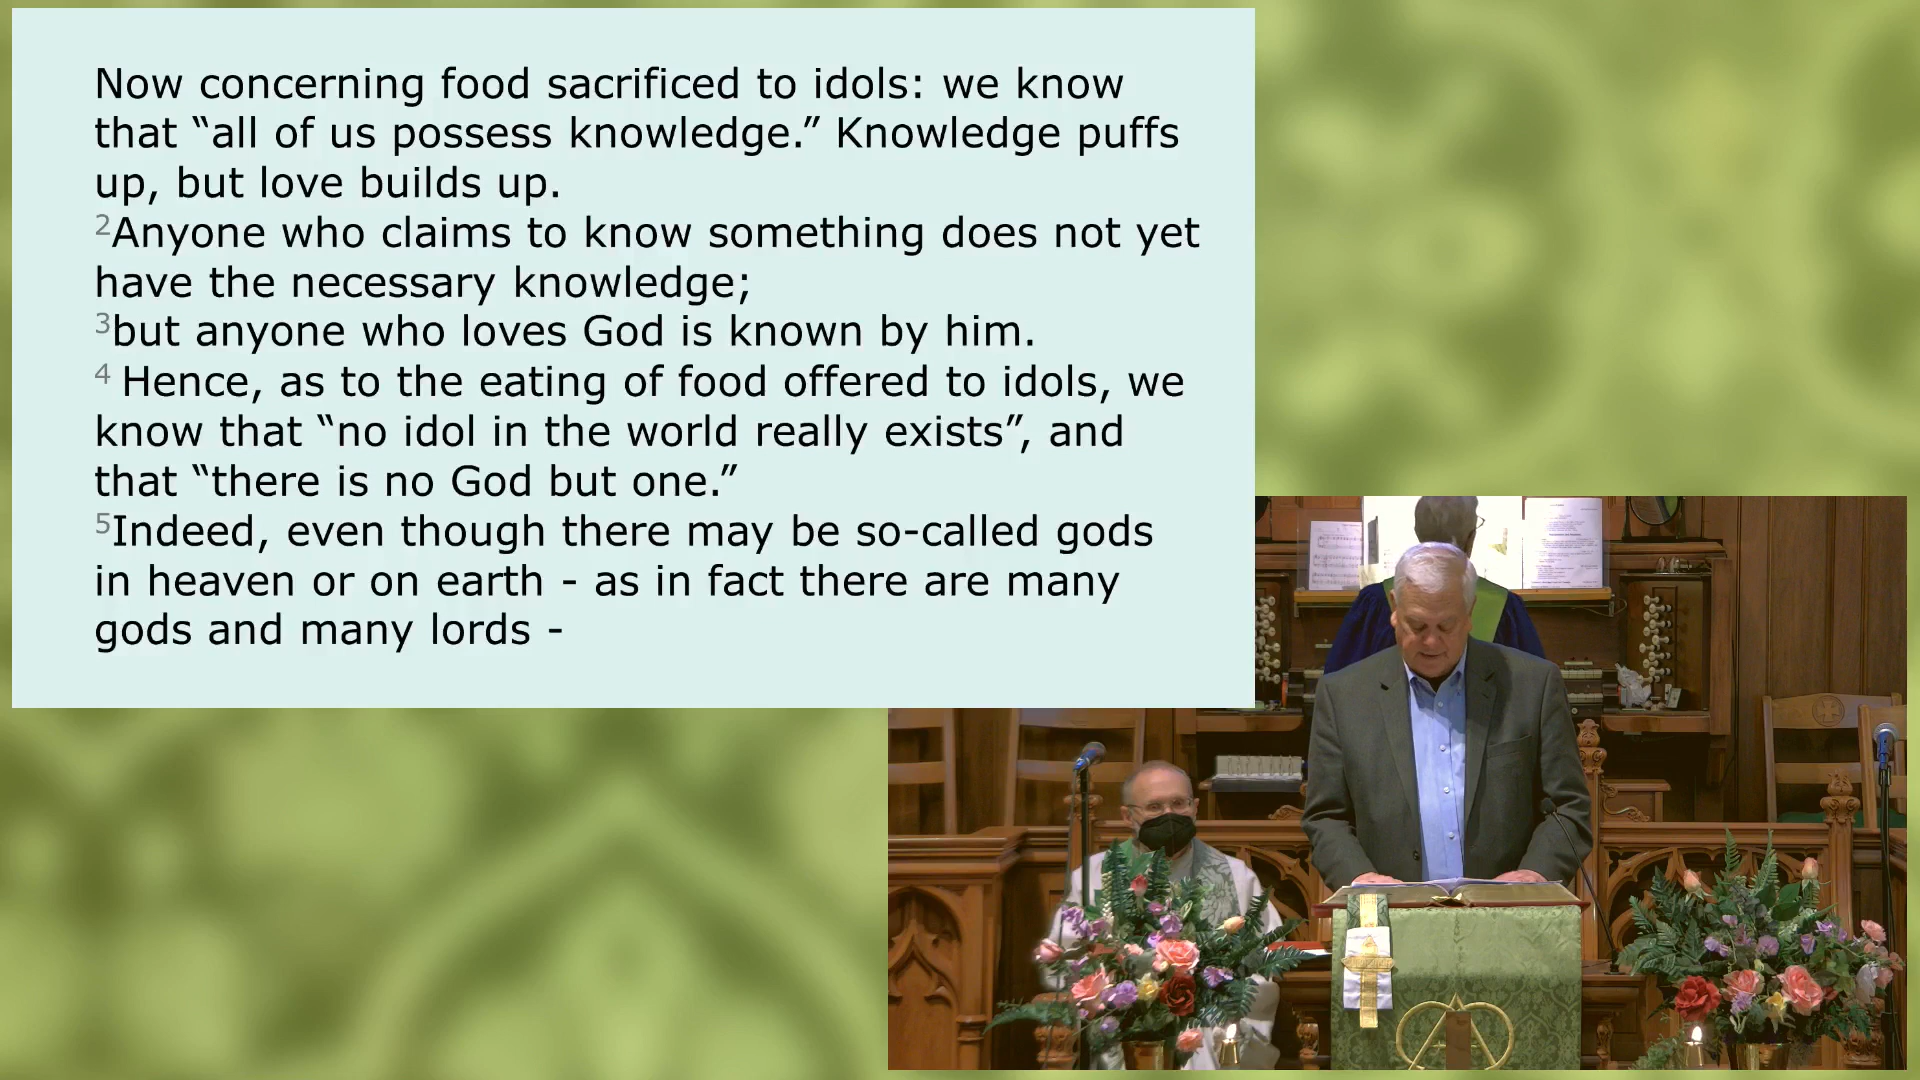 Now concerning food sacrificed to idols: we know
that “all of us possess knowledge.” Knowledge puffs
up, but love builds up.
2Anyone who claims to know something does not yet
have the necessary knowledge;
3but anyone who loves God is known by him.
4 Hence, as to the eating of food offered to idols, we
know that “no idol in the world really exists”, and
that “there is no God but one.”
5Indeed, even though there may be so-called gods
in heaven or on earth - as in fact there are many
gods and many lords -